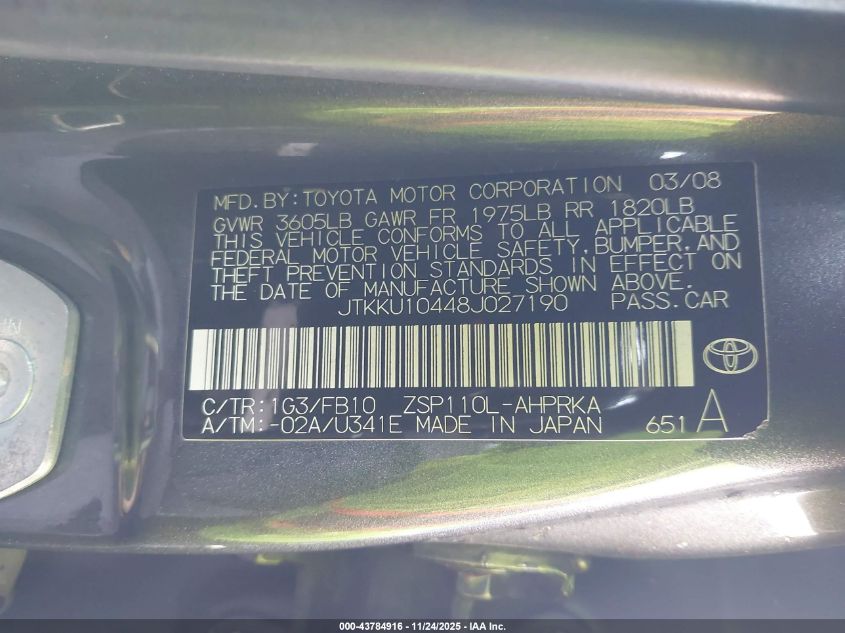 MFD.BY:TOYOTA MOTOR CORPORATION 03/08
GVWR 3605LB GAWR FR 1975LB RR 1820LB
THIS VEHICLE CONFORMS TO ALL APPLICABLE
FEDERAL MOTOR VEHICLE SAFETY,BUMPER,AND
THEFT PREVENTION STANDARDS IN EFFECT ON
THE DATE OF MANUFACTURE SHOWN ABOVE.
JTKKU10448J027190 PASS.CAR
C/TR:1G3/FB10 ZSP110L-AHPRKA
A/TM:-02A/U341E MADE IN JAPAN 651 A
000-43784916 - 11/24/2025 - IAA Inc.